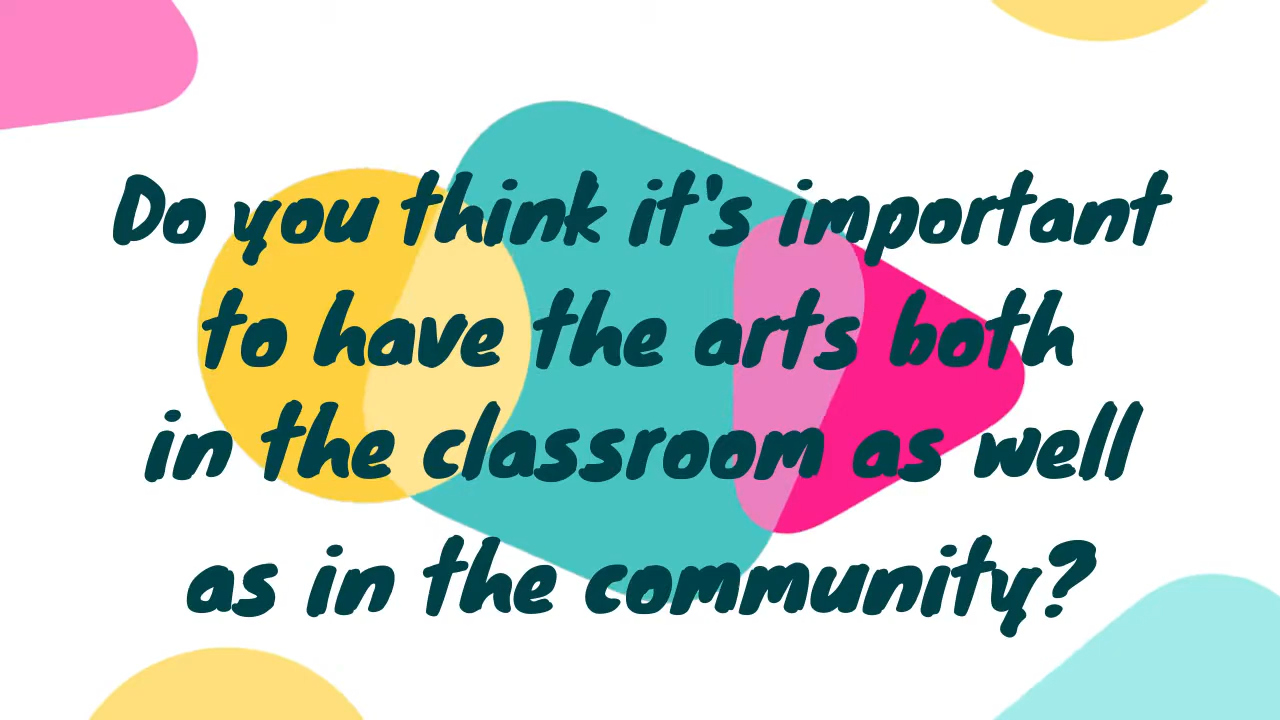 Do you think it's important
to have the arts both
in the classroom as well
as in the community?